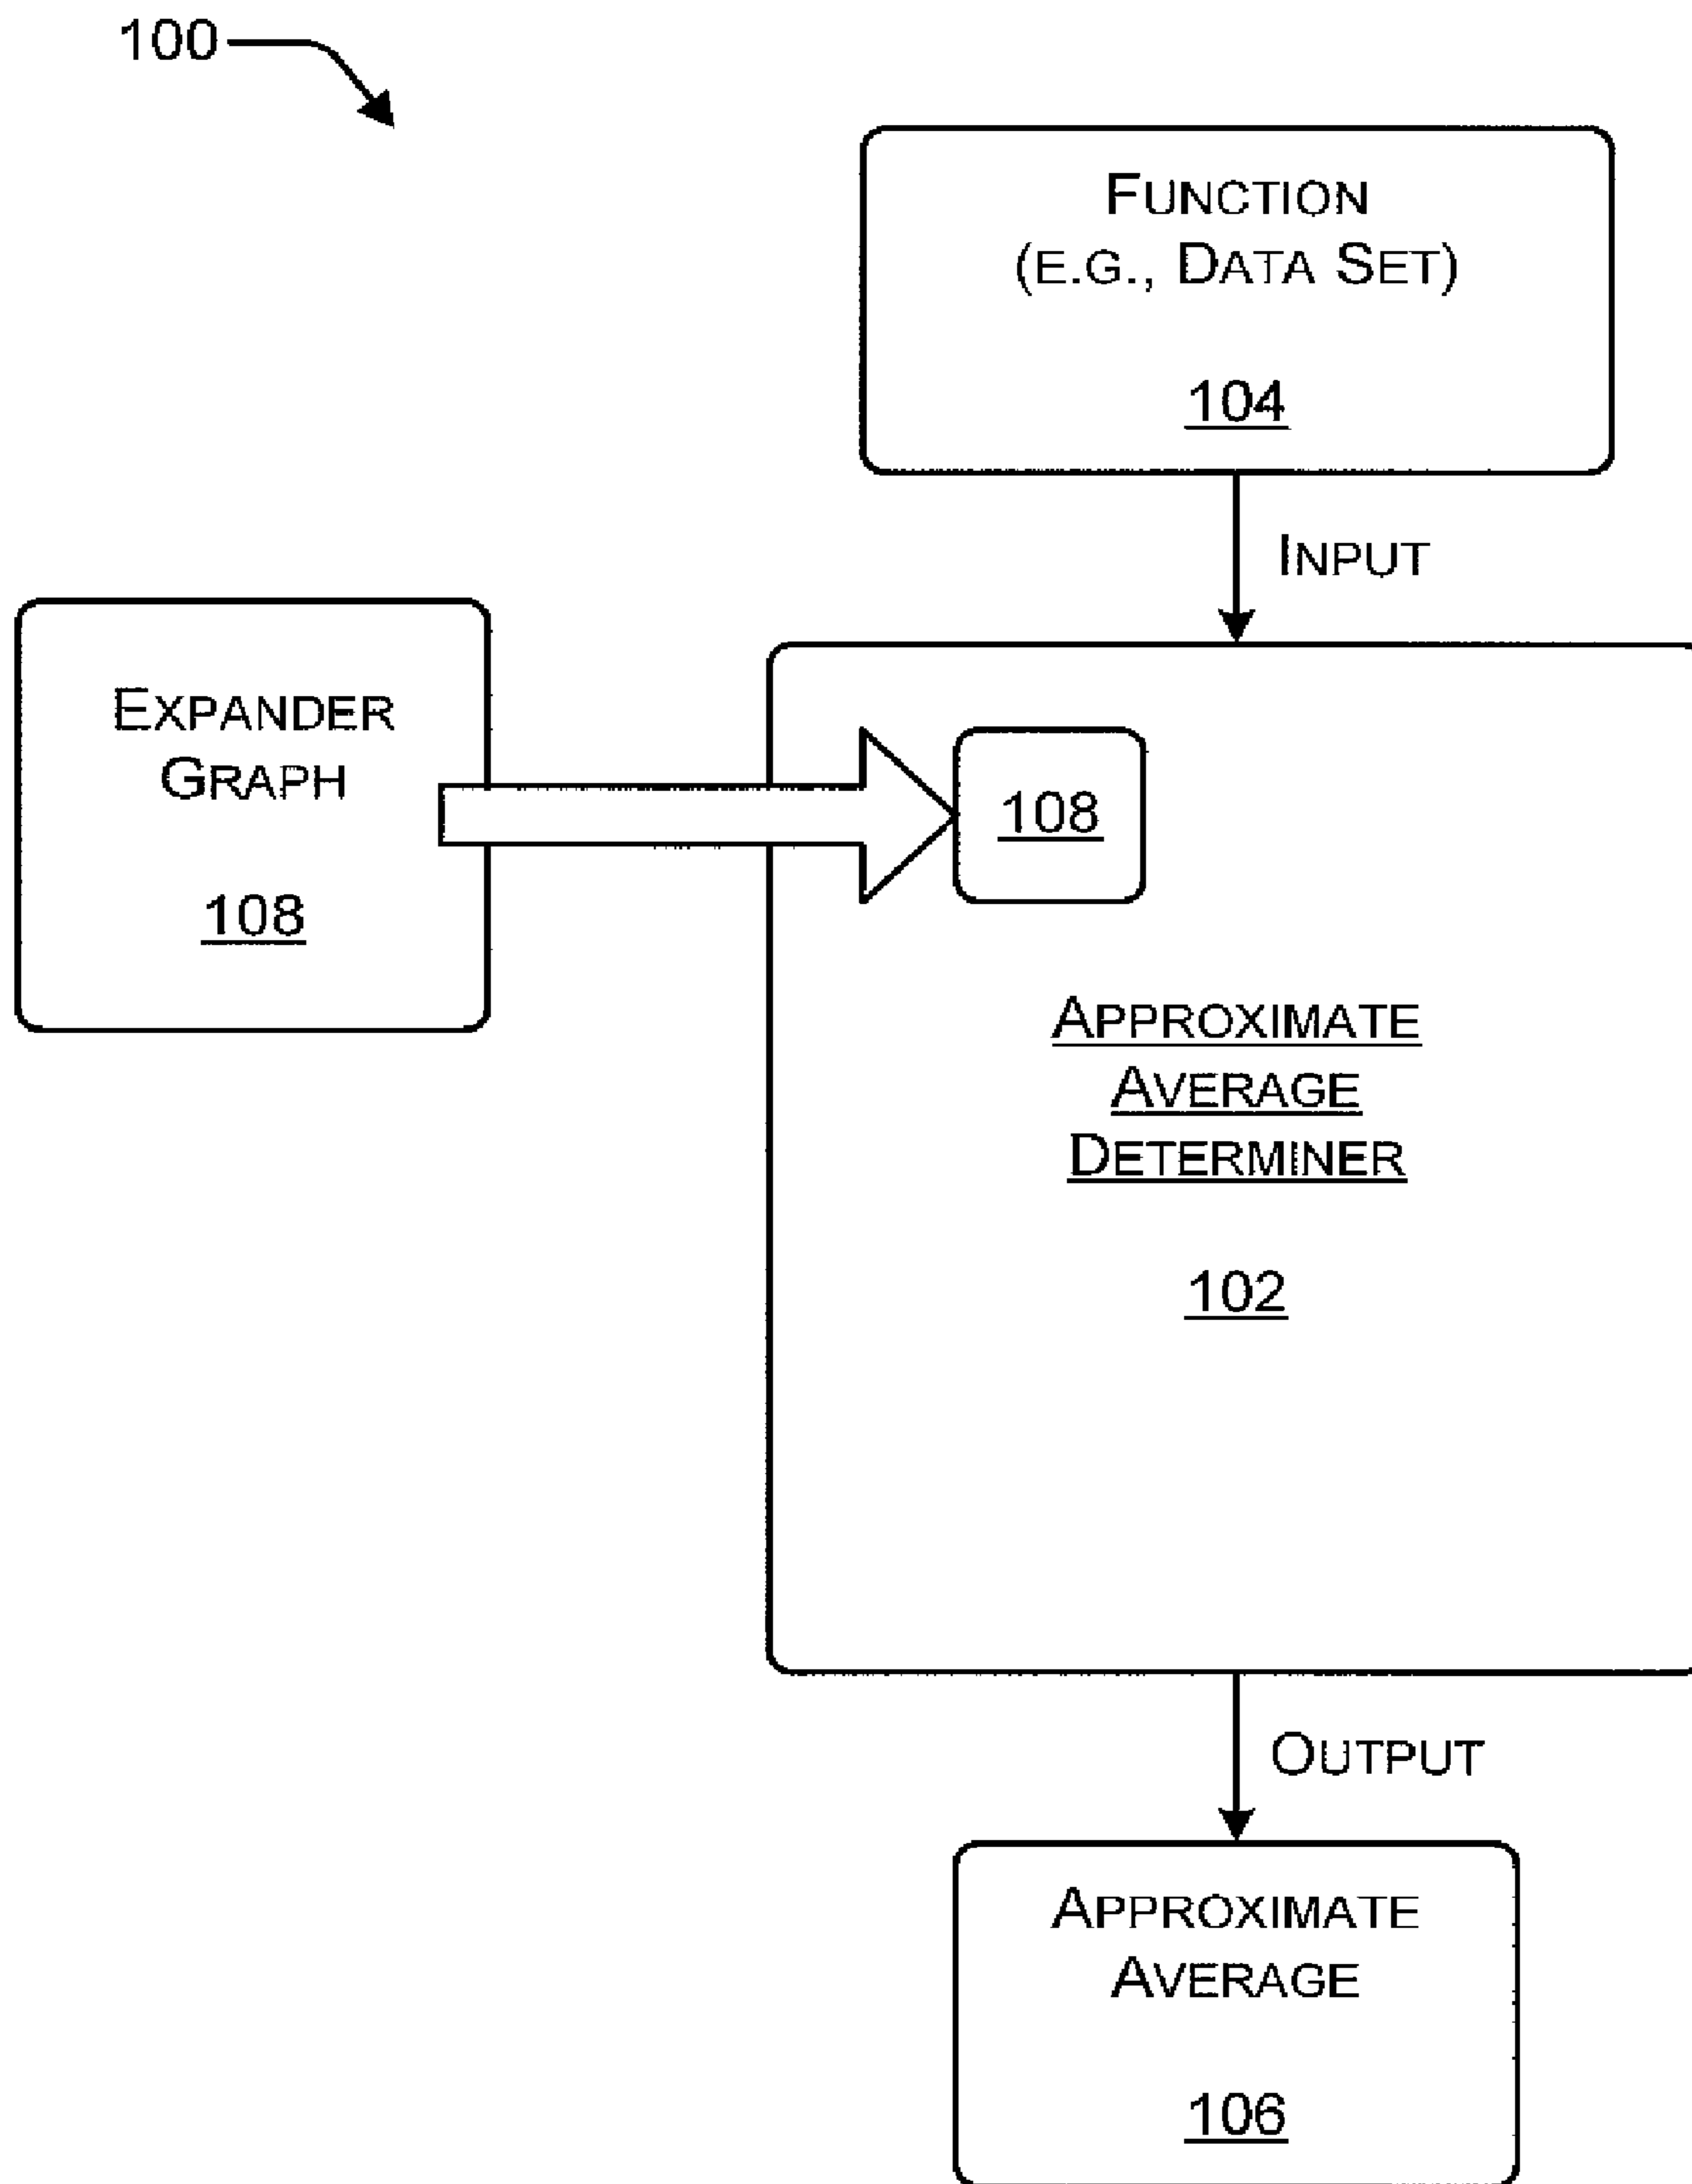 100
FUNCTION
(E.G., DATA SET)
104
INPUT
EXPANDER
GRAPH
108
108
APPROXIMATE
AVERAGE
DETERMINER
102
OUTPUT
APPROXIMATE
AVERAGE
106